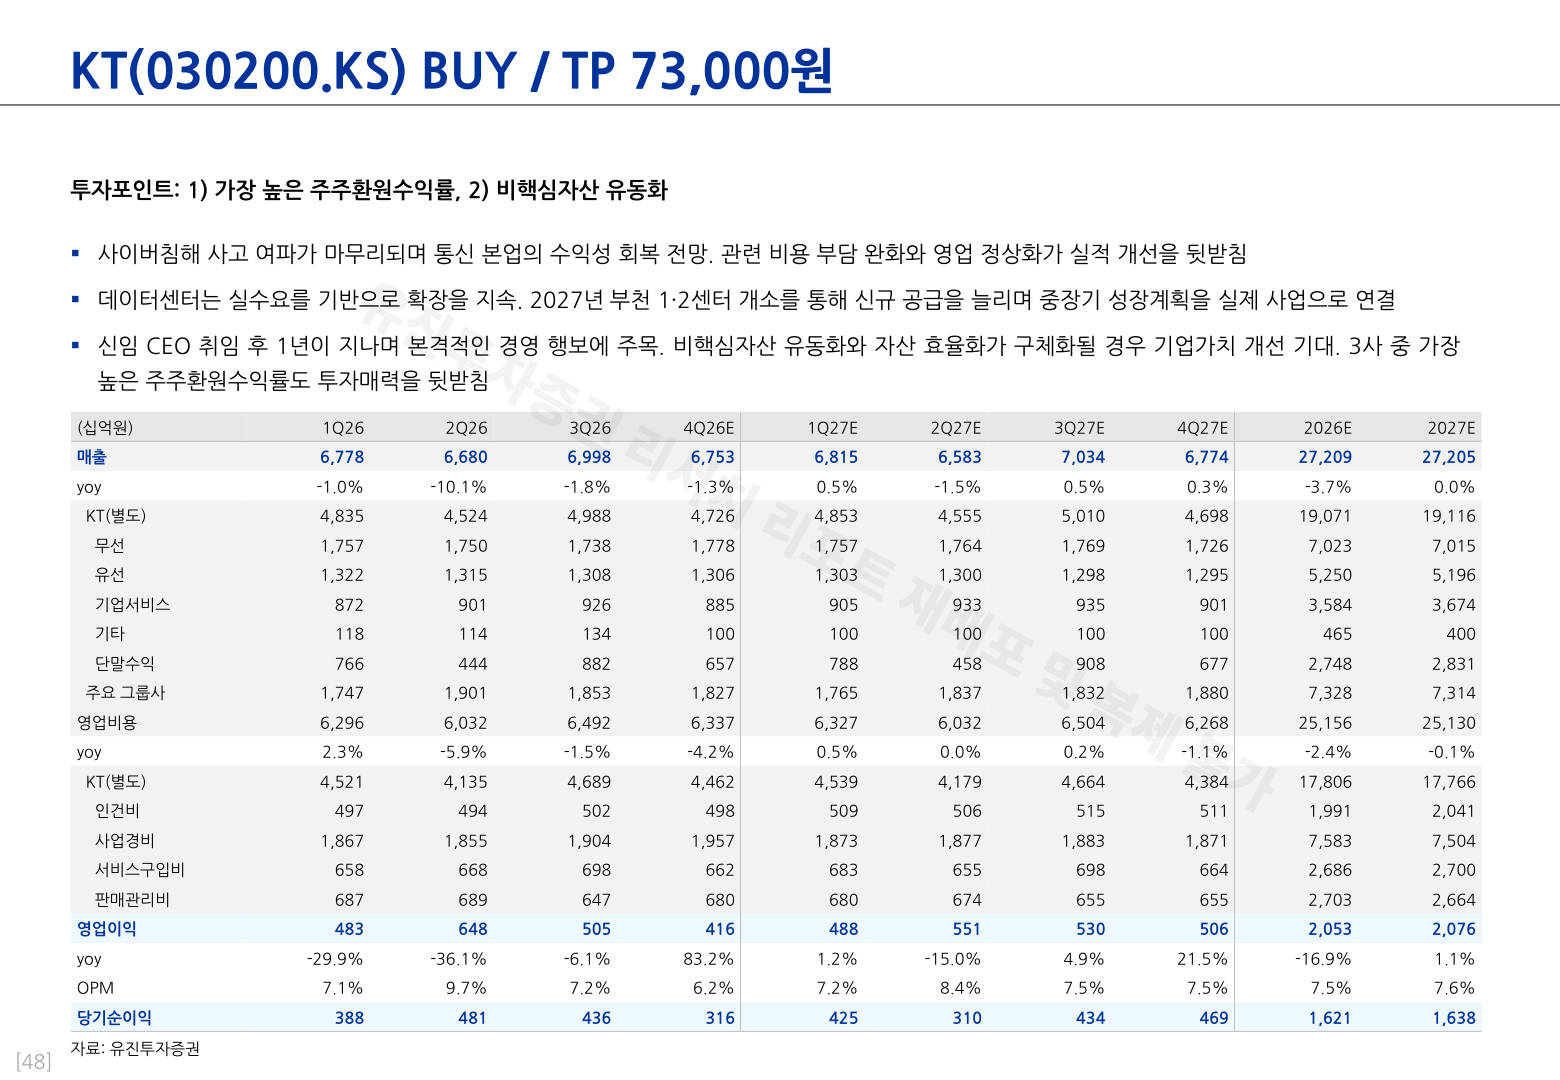 KT(030200.KS) BUY / TP 73,000원
투자포인트: 1) 가장 높은 주주환원수익률, 2) 비핵심자산 유동화
▪ 사이버침해 사고 여파가 마무리되며 통신 본업의 수익성 회복 전망. 관련 비용 부담 완화와 영업 정상화가 실적 개선을 뒷받침
▪ 데이터센터는 실수요를 기반으로 확장을 지속. 2027년 부천 1·2센터 개소를 통해 신규 공급을 늘리며 중장기 성장계획을 실제 사업으로 연결
▪ 신임 CEO 취임 후 1년이 지나며 본격적인 경영 행보에 주목. 비핵심자산 유동화와 자산 효율화가 구체화될 경우 기업가치 개선 기대. 3사 중 가장
높은 주주환원수익률도 투자매력을 뒷받침
(십억원) 1Q26 2Q26 3Q26 4Q26E 1Q27E 2Q27E 3Q27E 4Q27E 2026E 2027E
매출 6,778 6,680 6,998 6,753 6,815 6,583 7,034 6,774 27,209 27,205
yoy -1.0% -10.1% -1.8% -1.3% 0.5% -1.5% 0.5% 0.3% -3.7% 0.0%
KT(별도) 4,835 4,524 4,988 4,726 4,853 4,555 5,010 4,698 19,071 19,116
무선 1,757 1,750 1,738 1,778 1,757 1,764 1,769 1,726 7,023 7,015
유선 1,322 1,315 1,308 1,306 1,303 1,300 1,298 1,295 5,250 5,196
기업서비스 872 901 926 885 905 933 935 901 3,584 3,674
기타 118 114 134 100 100 100 100 100 465 400
단말수익 766 444 882 657 788 458 908 677 2,748 2,831
주요 그룹사 1,747 1,901 1,853 1,827 1,765 1,837 1,832 1,880 7,328 7,314
영업비용 6,296 6,032 6,492 6,337 6,327 6,032 6,504 6,268 25,156 25,130
yoy 2.3% -5.9% -1.5% -4.2% 0.5% 0.0% 0.2% -1.1% -2.4% -0.1%
KT(별도) 4,521 4,135 4,689 4,462 4,539 4,179 4,664 4,384 17,806 17,766
인건비 497 494 502 498 509 506 515 511 1,991 2,041
사업경비 1,867 1,855 1,904 1,957 1,873 1,877 1,883 1,871 7,583 7,504
서비스구입비 658 668 698 662 683 655 698 664 2,686 2,700
판매관리비 687 689 647 680 680 674 655 655 2,703 2,664
영업이익 483 648 505 416 488 551 530 506 2,053 2,076
yoy -29.9% -36.1% -6.1% 83.2% 1.2% -15.0% 4.9% 21.5% -16.9% 1.1%
OPM 7.1% 9.7% 7.2% 6.2% 7.2% 8.4% 7.5% 7.5% 7.5% 7.6%
당기순이익 388 481 436 316 425 310 434 469 1,621 1,638
자료: 유진투자증권
[48]
유진투자증권 리서치 리포트 재배포 및 복제 불가